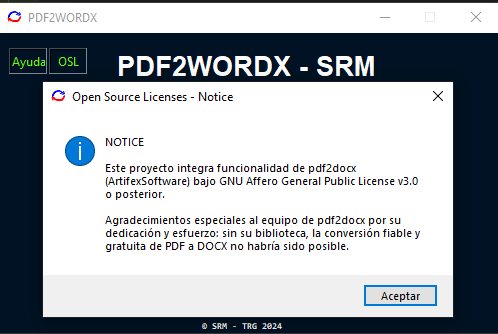 PDF2WORDX
Ayuda
OSL
PDF2WORDX - SRM
Open Source Licenses - Notice
NOTICE
Este proyecto integra funcionalidad de pdf2docx
(ArtifexSoftware) bajo GNU Affero General Public License v3.0
o posterior.
Agradecimientos especiales al equipo de pdf2docx por su
dedicación y esfuerzo: sin su biblioteca, la conversión fiable y
gratuita de PDF a DOCX no habría sido posible.
Aceptar
© SRM - TRG 2024